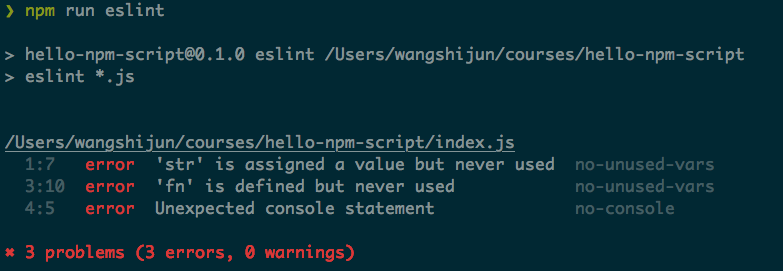 ❯ npm run eslint
> hello-npm-script@0.1.0 eslint /Users/wangshijun/courses/hello-npm-script
> eslint *.js
/Users/wangshijun/courses/hello-npm-script/index.js
1:7 error 'str' is assigned a value but never used no-unused-vars
3:10 error 'fn' is defined but never used no-unused-vars
4:5 error Unexpected console statement no-console
✖ 3 problems (3 errors, 0 warnings)